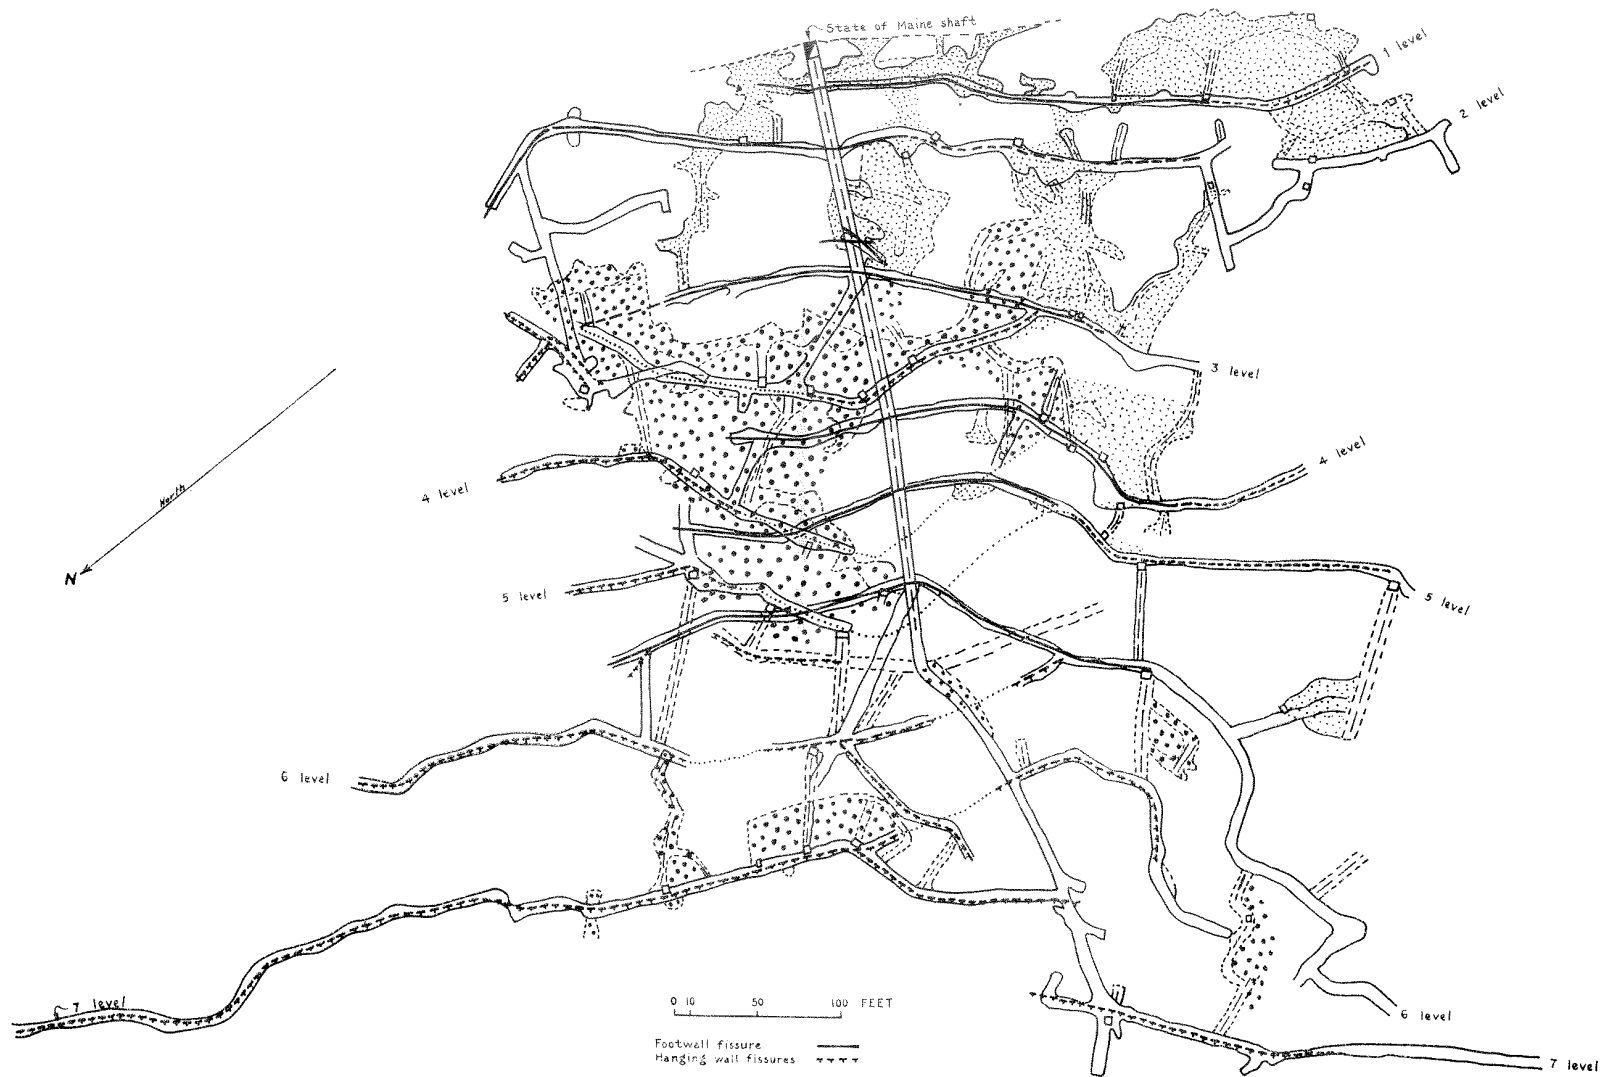 State of Maine shaft
1 level
2 level
3 level
4 level
4 level
North
N
5 level
5 level
6 level
7 level
0 10 50 100 FEET
Footwall fissure
Hanging wall fissures
6 level
7 level